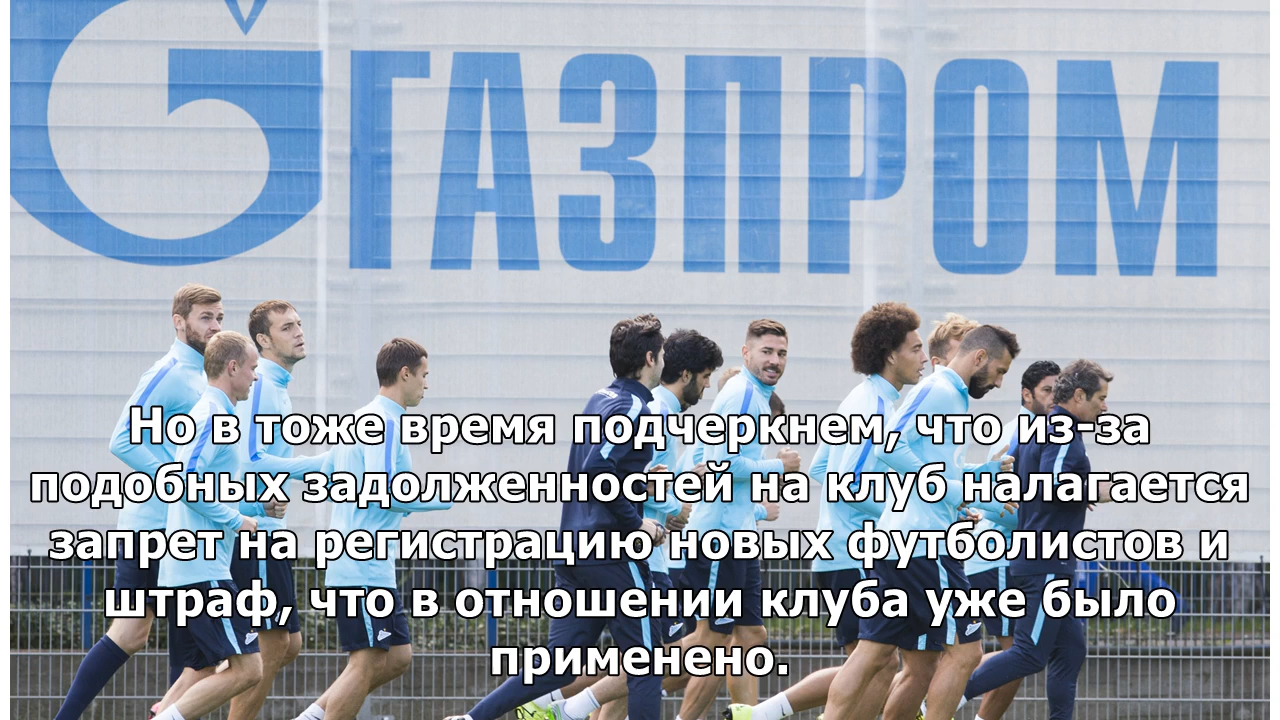 ГАЗПРОМ
Но в тоже время подчеркнем, что из-за
подобных задолженностей на клуб налагается
запрет на регистрацию новых футболистов и
штраф, что в отношении клуба уже было
применено.